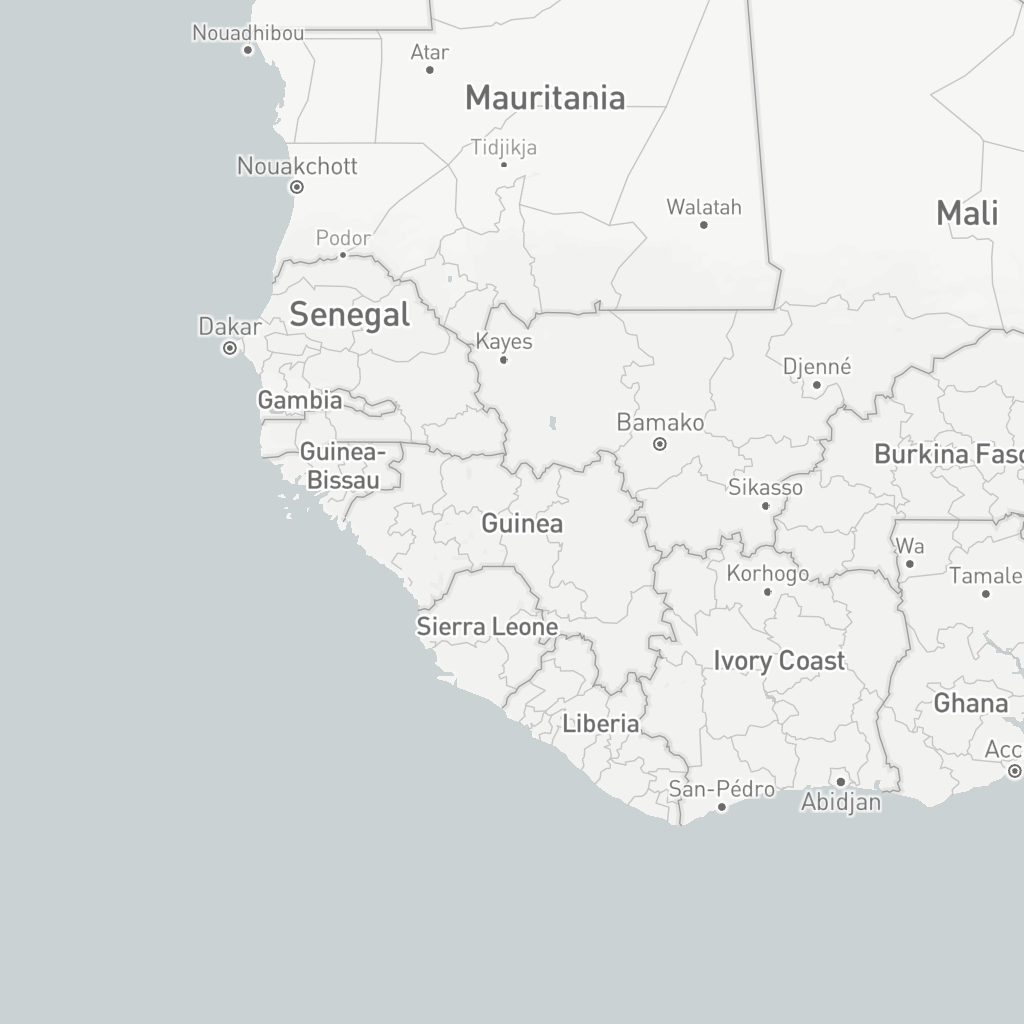 Nouadhibou
Atar
Mauritania
Tidjikja
Nouakchott
Walatah
Mali
Podor
Senegal
Dakar
Kayes
Djenné
Gambia
Bamako
Guinea-
Bissau
Burkina Faso
Sikasso
Guinea
Wa
Korhogo
Tamale
Sierra Leone
Ivory Coast
Ghana
Liberia
Acc
San-Pédro
Abidjan